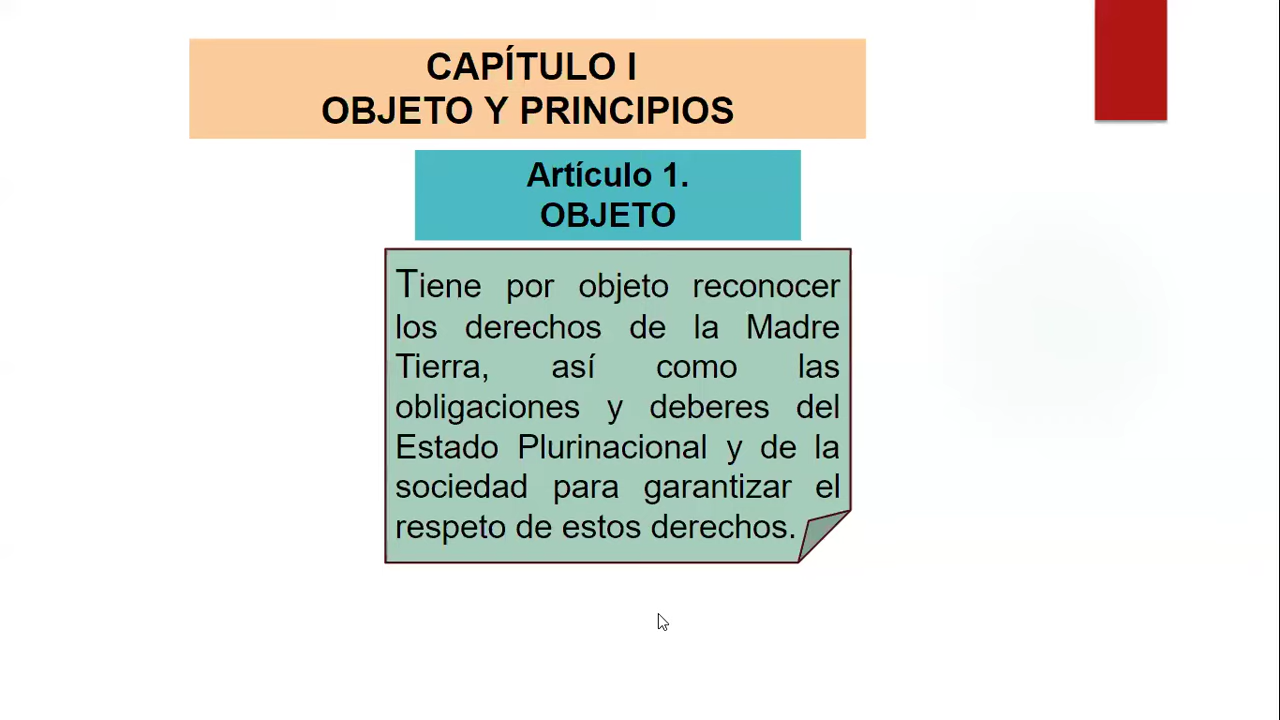 CAPÍTULO I
OBJETO Y PRINCIPIOS
Artículo 1.
OBJETO
Tiene por objeto reconocer
los derechos de la Madre
Tierra, así como las
obligaciones y deberes del
Estado Plurinacional y de la
sociedad para garantizar el
respeto de estos derechos.